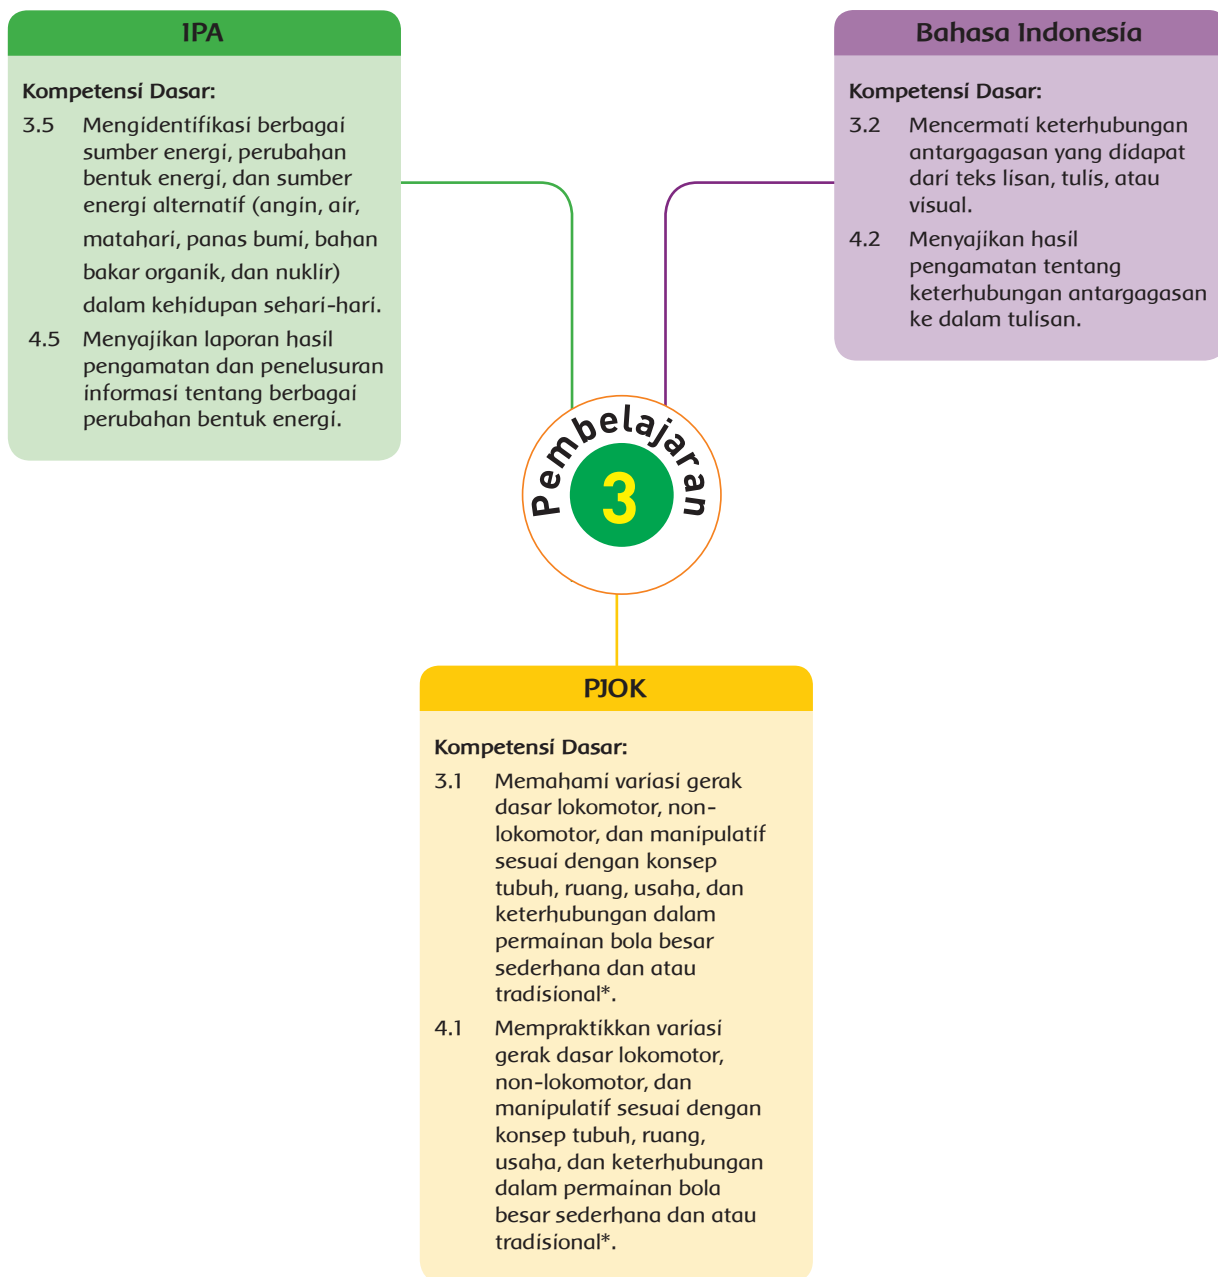 IPA
Kompetensi Dasar:
3.5 Mengidentifikasi berbagai
sumber energi, perubahan
bentuk energi, dan sumber
energi alternatif (angin, air,
matahari, panas bumi, bahan
bakar organik, dan nuklir)
dalam kehidupan sehari-hari.
4.5 Menyajikan laporan hasil
pengamatan dan penelusuran
informasi tentang berbagai
perubahan bentuk energi.
Bahasa Indonesia
Kompetensi Dasar:
3.2 Mencermati keterhubungan
antargagasan yang didapat
dari teks lisan, tulis, atau
visual.
4.2 Menyajikan hasil
pengamatan tentang
keterhubungan antargagasan
ke dalam tulisan.
Pembelajaran
3
PJOK
Kompetensi Dasar:
3.1 Memahami variasi gerak
dasar lokomotor, non-
lokomotor, dan manipulatif
sesuai dengan konsep
tubuh, ruang, usaha, dan
keterhubungan dalam
permainan bola besar
sederhana dan atau
tradisional*.
4.1 Mempraktikkan variasi
gerak dasar lokomotor,
non-lokomotor, dan
manipulatif sesuai dengan
konsep tubuh, ruang,
usaha, dan keterhubungan
dalam permainan bola
besar sederhana dan atau
tradisional*.